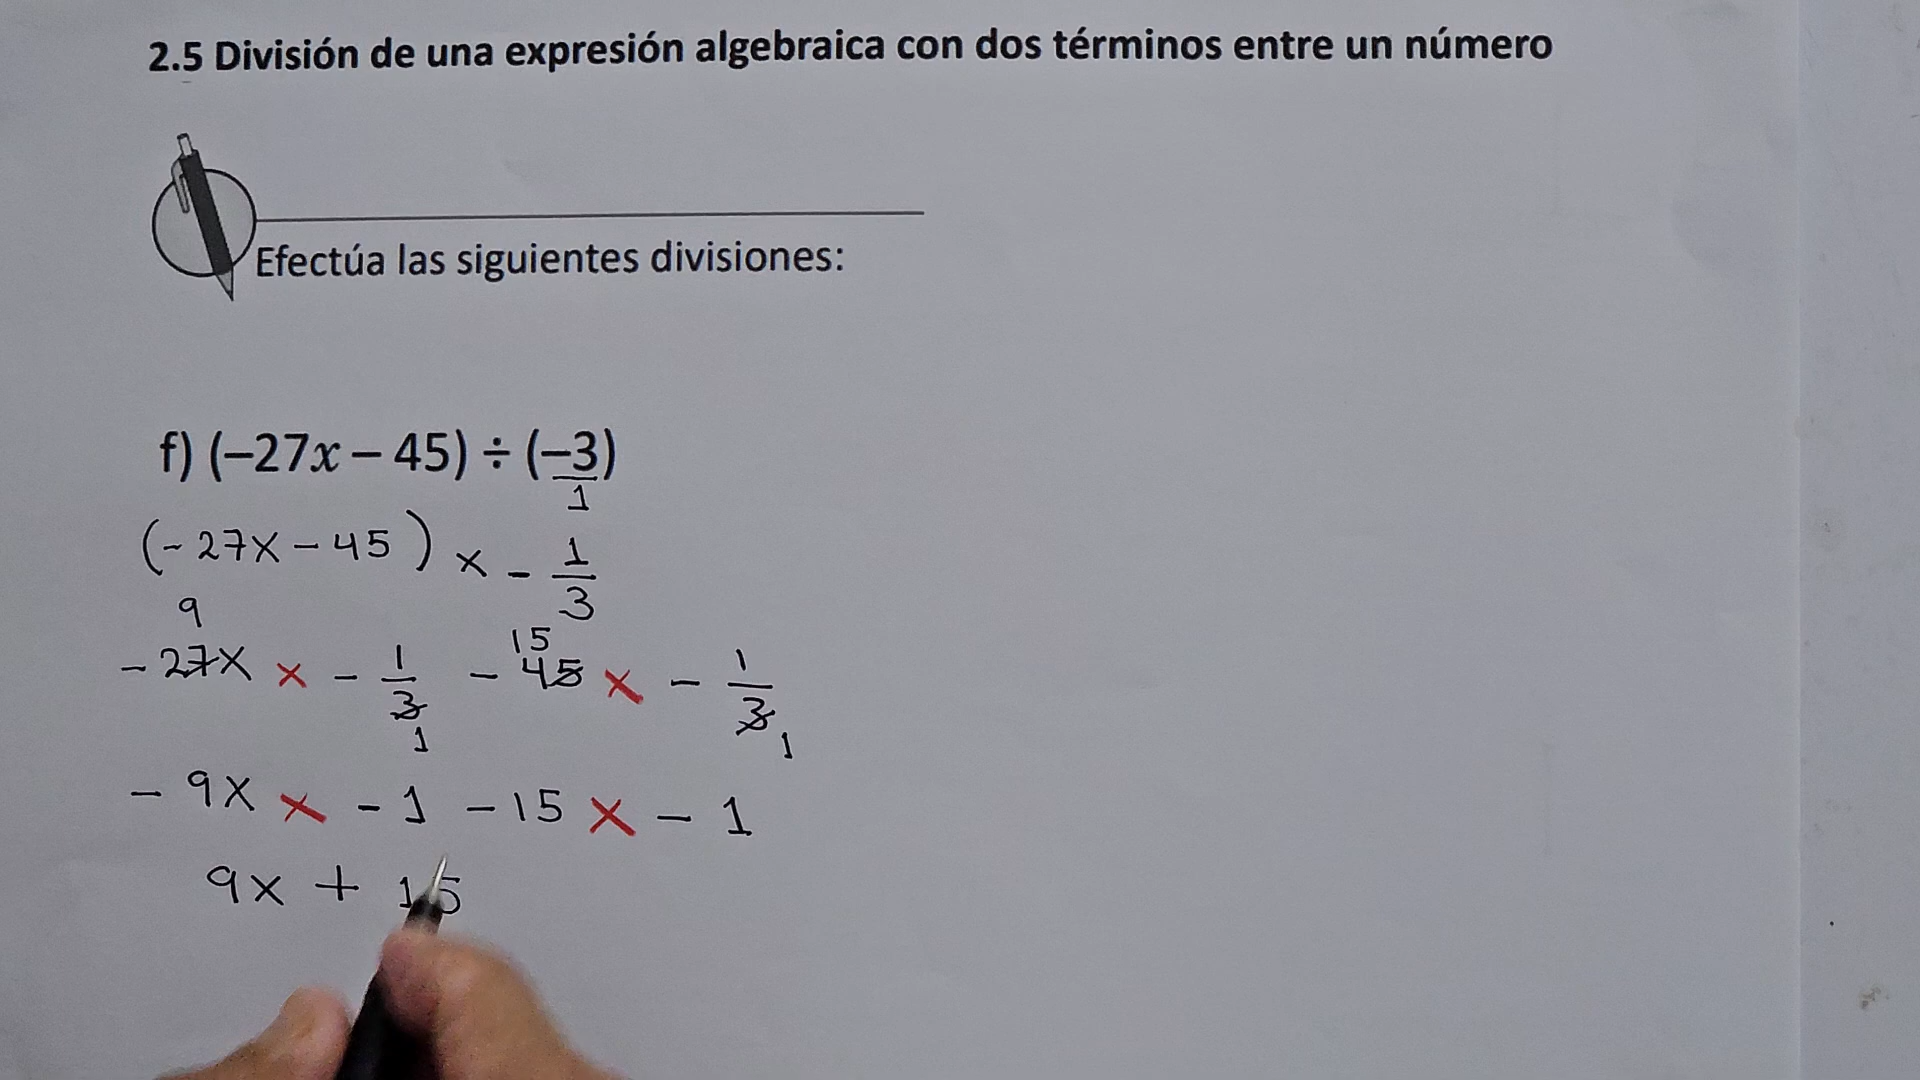 2.5 División de una expresión algebraica con dos términos entre un número
Efectúa las siguientes divisiones:
f) (–27x – 45) ÷ (–3)
1
(- 27x - 45) x - 1/3
9 15
- 27x x - 1/3 - 45 x - 1/3
1 1
- 9x x - 1 - 15 x - 1
9x + 15